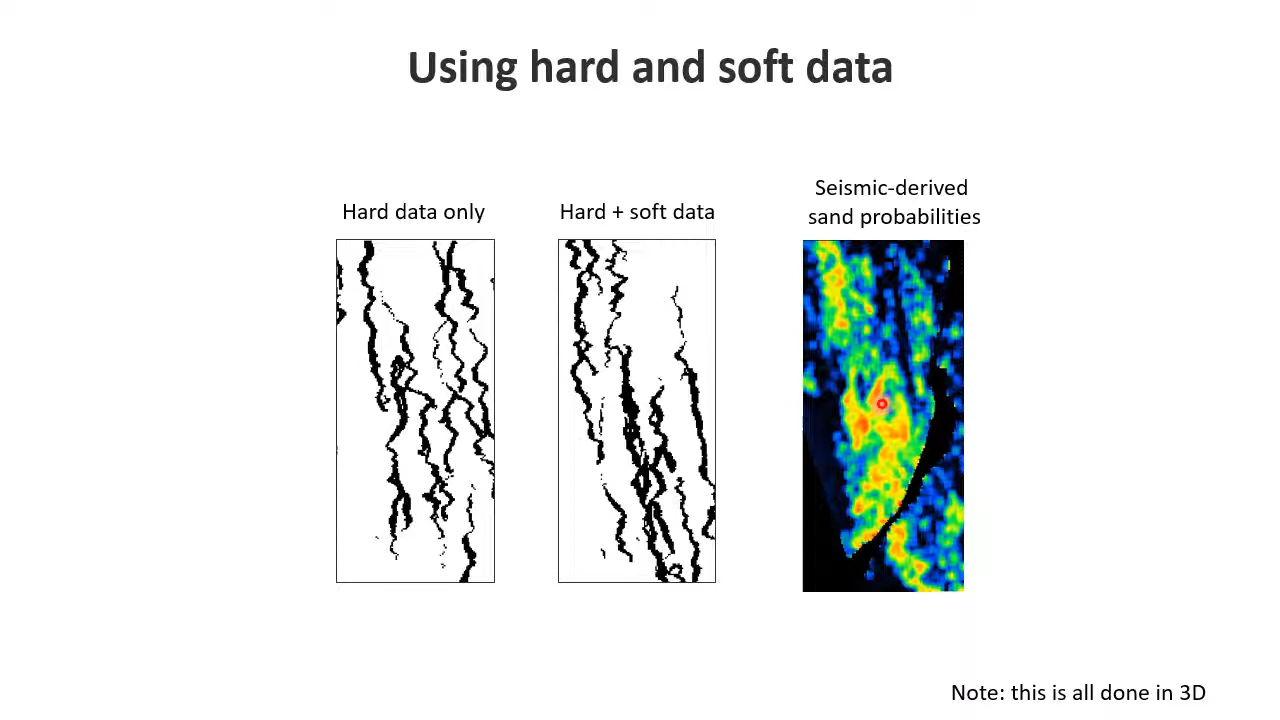 Using hard and soft data
Hard data only
Hard + soft data
Seismic-derived
sand probabilities
Note: this is all done in 3D